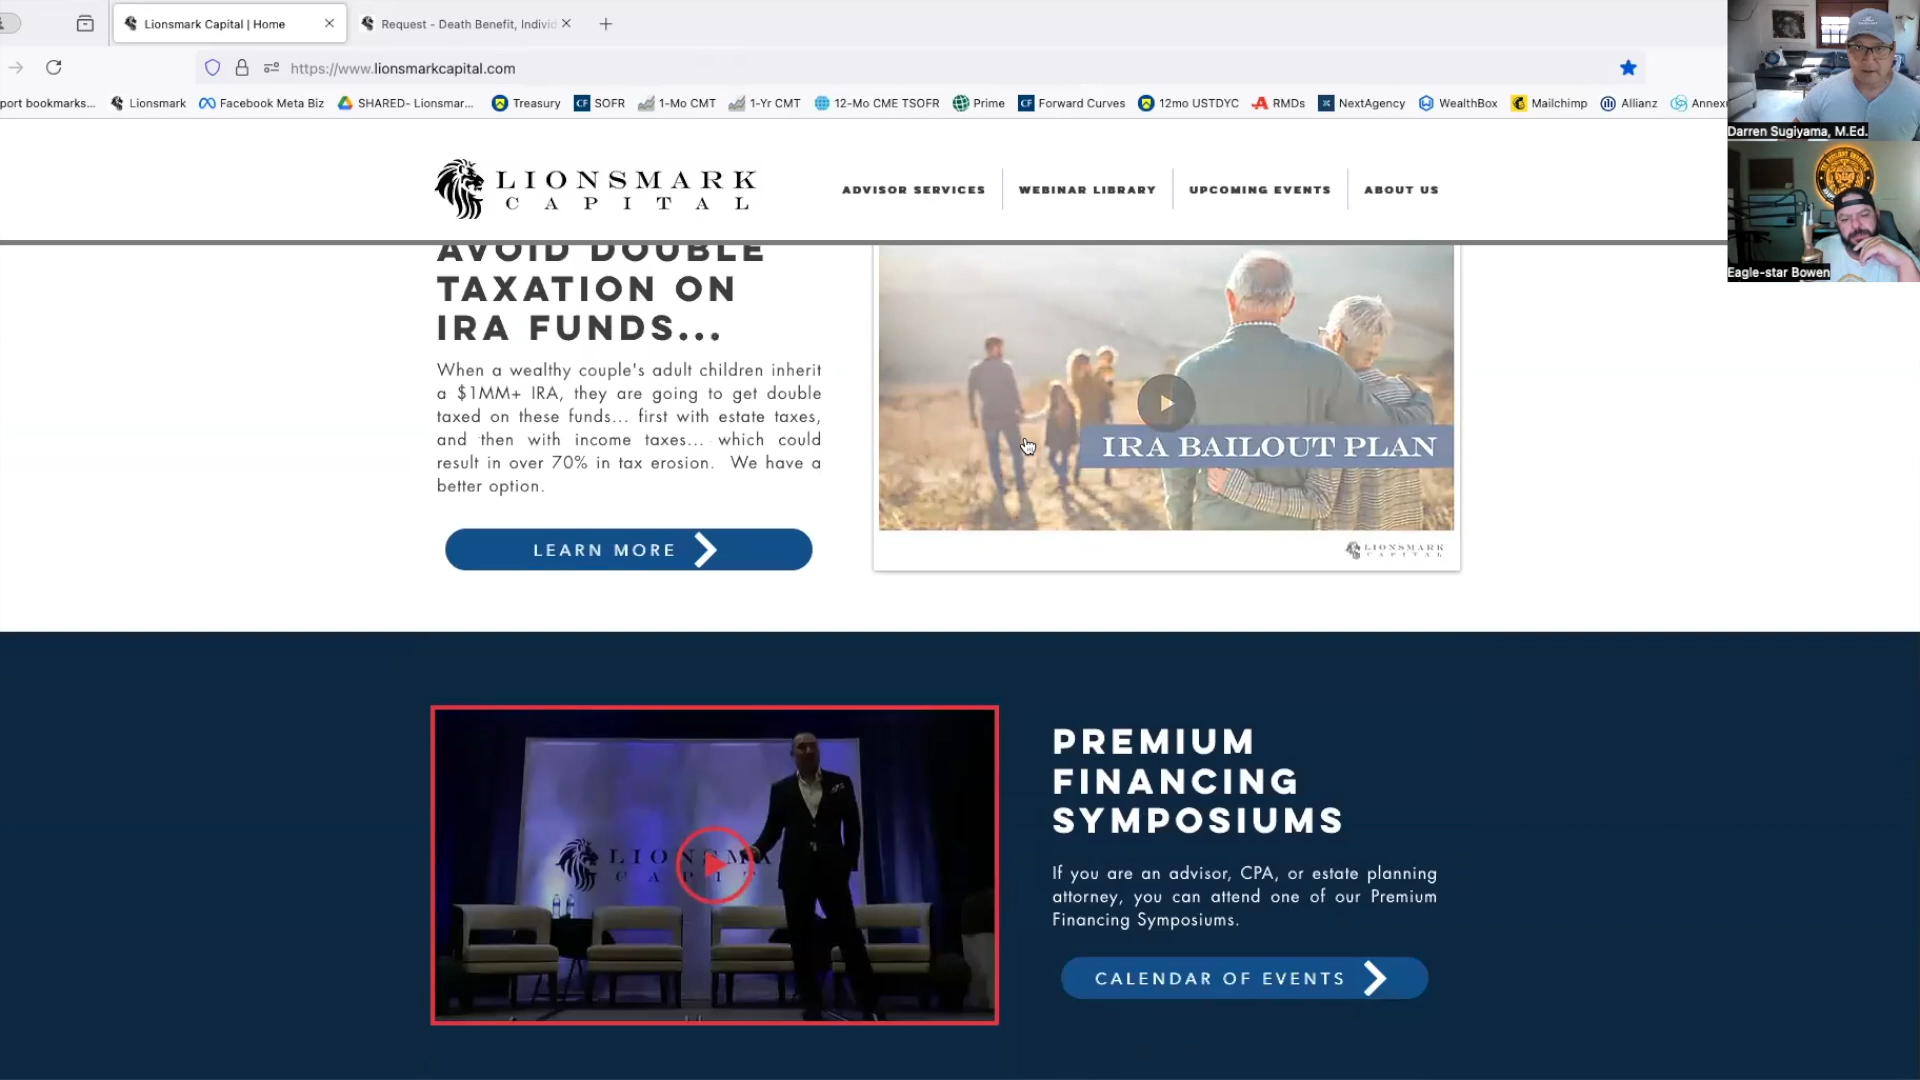 Lionsmark Capital | Home
Request - Death Benefit, Individ
https://www.lionsmarkcapital.com
port bookmarks...
Lionsmark
Facebook Meta Biz
SHARED- Lionsmar...
Treasury
CF SOFR
1-Mo CMT
1-Yr CMT
12-Mo CME TSOFR
Prime
CF Forward Curves
12mo USTDYC
RMDs
NextAgency
WealthBox
Mailchimp
Allianz
Annex
Darren Sugiyama, M.Ed.
Eagle-star Bowen
LIONSMARK
CAPITAL
ADVISOR SERVICES
WEBINAR LIBRARY
UPCOMING EVENTS
ABOUT US
AVOID DOUBLE
TAXATION ON
IRA FUNDS...
When a wealthy couple's adult children inherit
a $1MM+ IRA, they are going to get double
taxed on these funds... first with estate taxes,
and then with income taxes... which could
result in over 70% in tax erosion. We have a
better option.
LEARN MORE
IRA BAILOUT PLAN
LIONSMARK
CAPITAL
PREMIUM
FINANCING
SYMPOSIUMS
If you are an advisor, CPA, or estate planning
attorney, you can attend one of our Premium
Financing Symposiums.
CALENDAR OF EVENTS